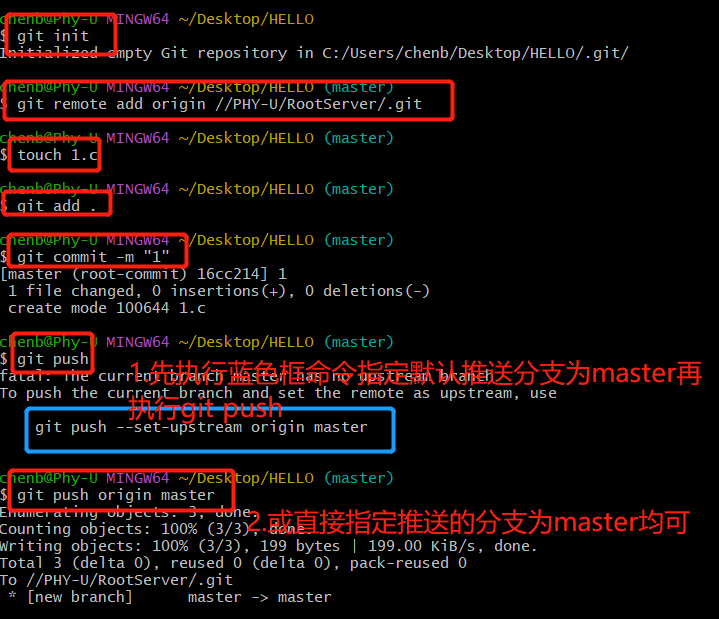 chenb@Phy-U MINGW64 ~/Desktop/HELLO
$ git init
Initialized empty Git repository in C:/Users/chenb/Desktop/HELLO/.git/
chenb@Phy-U MINGW64 ~/Desktop/HELLO (master)
$ git remote add origin //PHY-U/RootServer/.git
chenb@Phy-U MINGW64 ~/Desktop/HELLO (master)
$ touch 1.c
chenb@Phy-U MINGW64 ~/Desktop/HELLO (master)
$ git add .
chenb@Phy-U MINGW64 ~/Desktop/HELLO (master)
$ git commit -m "1"
[master (root-commit) 16cc214] 1
1 file changed, 0 insertions(+), 0 deletions(-)
create mode 100644 1.c
chenb@Phy-U MINGW64 ~/Desktop/HELLO (master)
$ git push
1.先执行蓝色框命令指定默认推送分支为master再
fatal: The current branch master has no upstream branch.
To push the current branch and set the remote as upstream, use
执行git push
git push --set-upstream origin master
chenb@Phy-U MINGW64 ~/Desktop/HELLO (master)
$ git push origin master
Enumerating objects: 3, done.
2.或直接指定推送的分支为master均可
Counting objects: 100% (3/3), done.
Writing objects: 100% (3/3), 199 bytes | 199.00 KiB/s, done.
Total 3 (delta 0), reused 0 (delta 0), pack-reused 0
To //PHY-U/RootServer/.git
* [new branch] master -> master